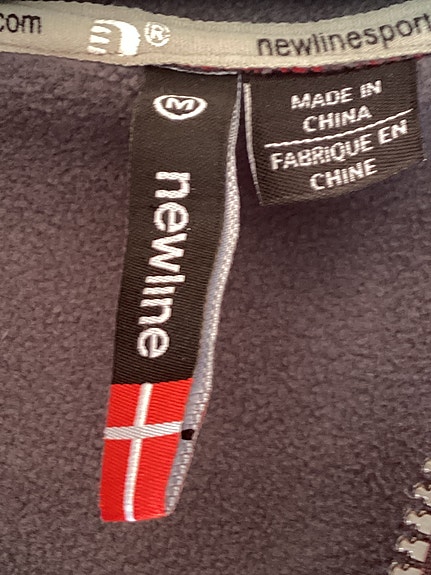 com
®
newlinesport
M
newline
MADE IN
CHINA
FABRIQUE EN
CHINE